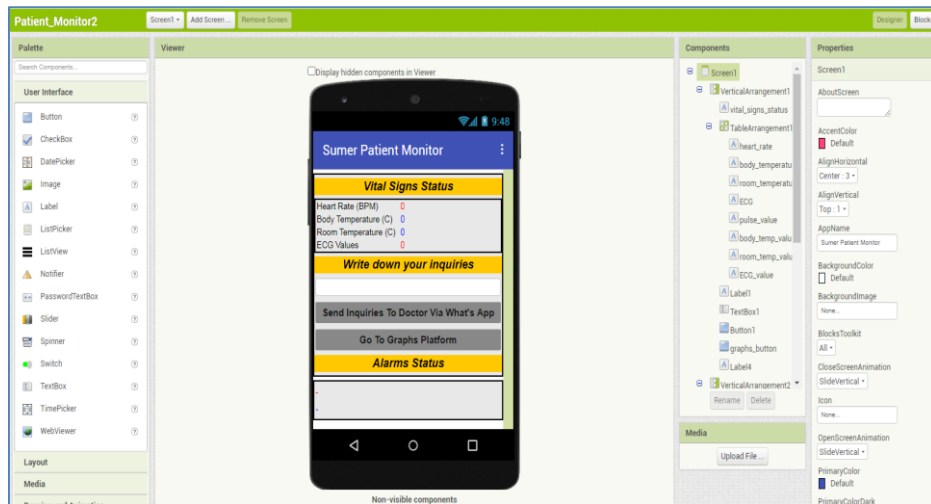 Patient_Monitor2
Screen1
Add Screen ...
Remove Screen
Designer
Palette
Search Components...
User Interface
Button
CheckBox
DatePicker
Image
Label
ListPicker
ListView
Notifier
PasswordTextBox
Slider
Spinner
Switch
TextBox
TimePicker
WebViewer
Layout
Media
Viewer
Display hidden components in Viewer
9:48
Sumer Patient Monitor
Vital Signs Status
Heart Rate (BPM) 0
Body Temperature (C) 0
Room Temperature (C) 0
ECG Values 0
Write down your inquiries
Send Inquiries To Doctor Via What's App
Go To Graphs Platform
Alarms Status
Non-visible components
Components
Screen1
VerticalArrangement1
vital_signs_status
TableArrangement1
heart_rate
body_temperatu
room_temperatu
ECG
pulse_value
body_temp_valu
room_temp_valu
ECG_value
Label1
TextBox1
Button1
graphs_button
Label4
VerticalArrangement2
Rename
Delete
Media
Upload File ...
Properties
Screen1
AboutScreen
AccentColor
Default
AlignHorizontal
Center : 3
AlignVertical
Top : 1
AppName
Sumer Patient Monitor
BackgroundColor
Default
BackgroundImage
None...
BlocksToolkit
All
CloseScreenAnimation
SlideVertical
Icon
None...
OpenScreenAnimation
SlideVertical
PrimaryColor
Default
PrimaryColorDark